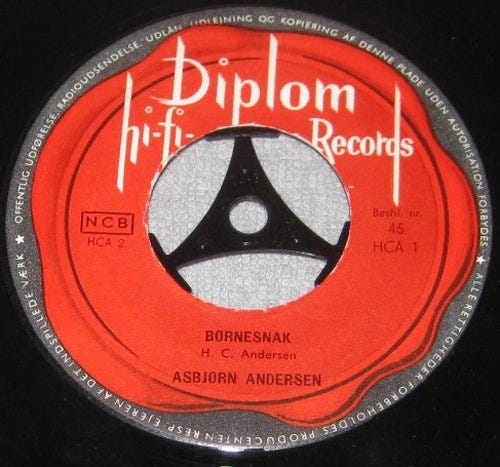 ★ OFFENTLIG UDFØRELSE, RADIOUDSENDELSE, UDLÅN, UDLEJNING OG KOPIERING AF DENNE PLADE UDEN AUTORISATION FORBYDES ★
ALLE RETTIGHEDER FORBEHOLDES PRODUCENTEN RESP EJEREN AF DET INDSPILLEDE VÆRK
Diplom
hi-fi- Records
NCB
HCA 2
Bestil. nr.
45
HCA 1
BØRNESNAK
H. C. Andersen
ASBJØRN ANDERSEN